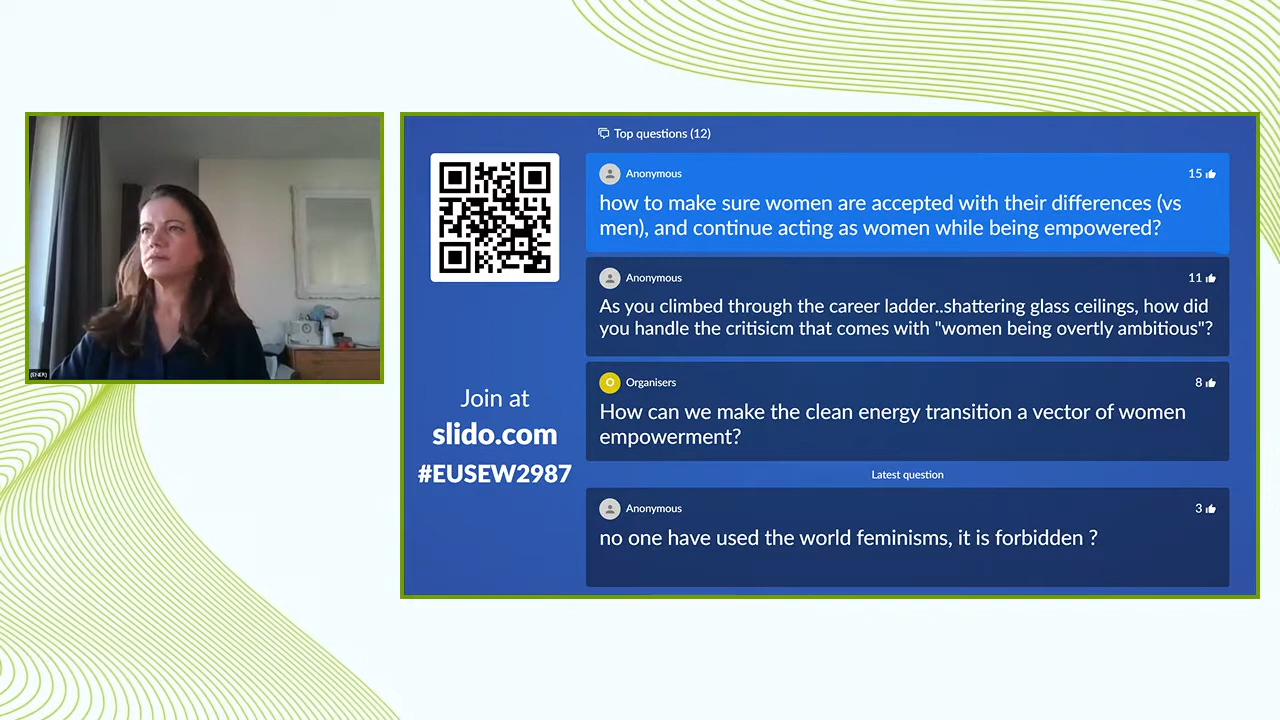 Top questions (12)
Anonymous
15
how to make sure women are accepted with their differences (vs
men), and continue acting as women while being empowered?
Anonymous
11
As you climbed through the career ladder..shattering glass ceilings, how did
you handle the critisicm that comes with "women being overtly ambitious"?
O
Organisers
8
How can we make the clean energy transition a vector of women
empowerment?
Latest question
Anonymous
3
no one have used the world feminisms, it is forbidden ?
Join at
slido.com
#EUSEW2987
(ENER)